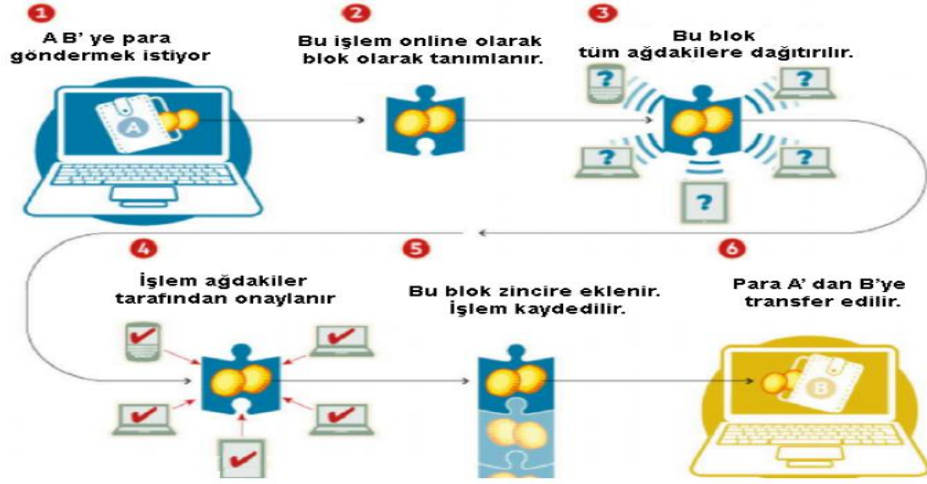 1
A B' ye para
göndermek istiyor
A
2
Bu işlem online olarak
blok olarak tanımlanır.
3
Bu blok
tüm ağdakilere dağıtırılır.
?
?
?
?
?
4
İşlem ağdakiler
tarafından onaylanır
5
Bu blok zincire eklenir.
İşlem kaydedilir.
6
Para A' dan B'ye
transfer edilir.
B